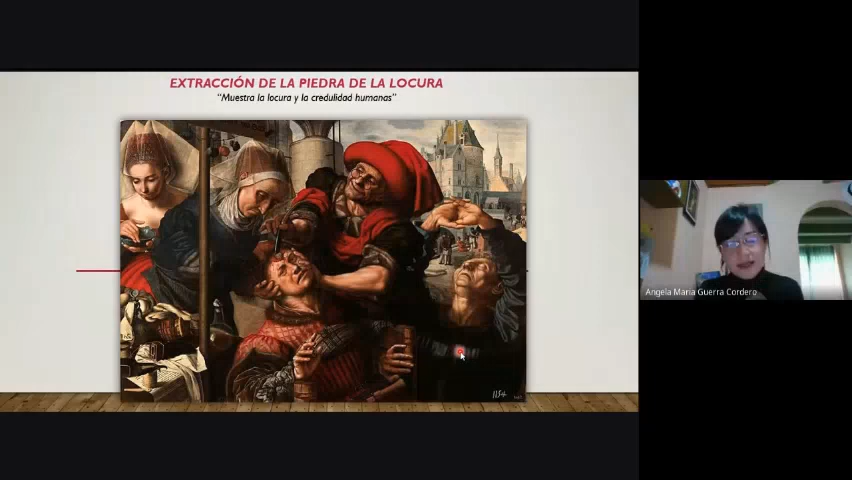 EXTRACCIÓN DE LA PIEDRA DE LA LOCURA
“Muestra la locura y la credulidad humanas”
Angela Maria Guerra Cordero